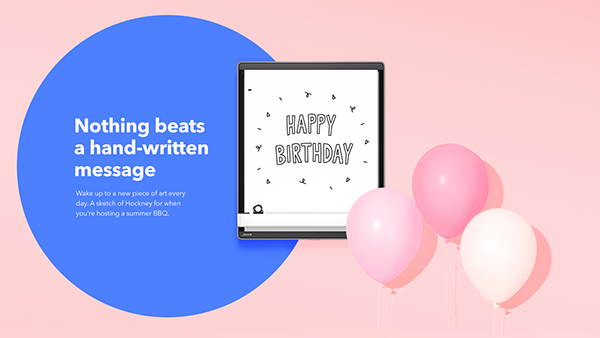 Nothing beats
a hand-written
message
Wake up to a new piece of art every
day. A sketch of Hockney for when
you're hosting a summer BBQ.
HAPPY
BIRTHDAY